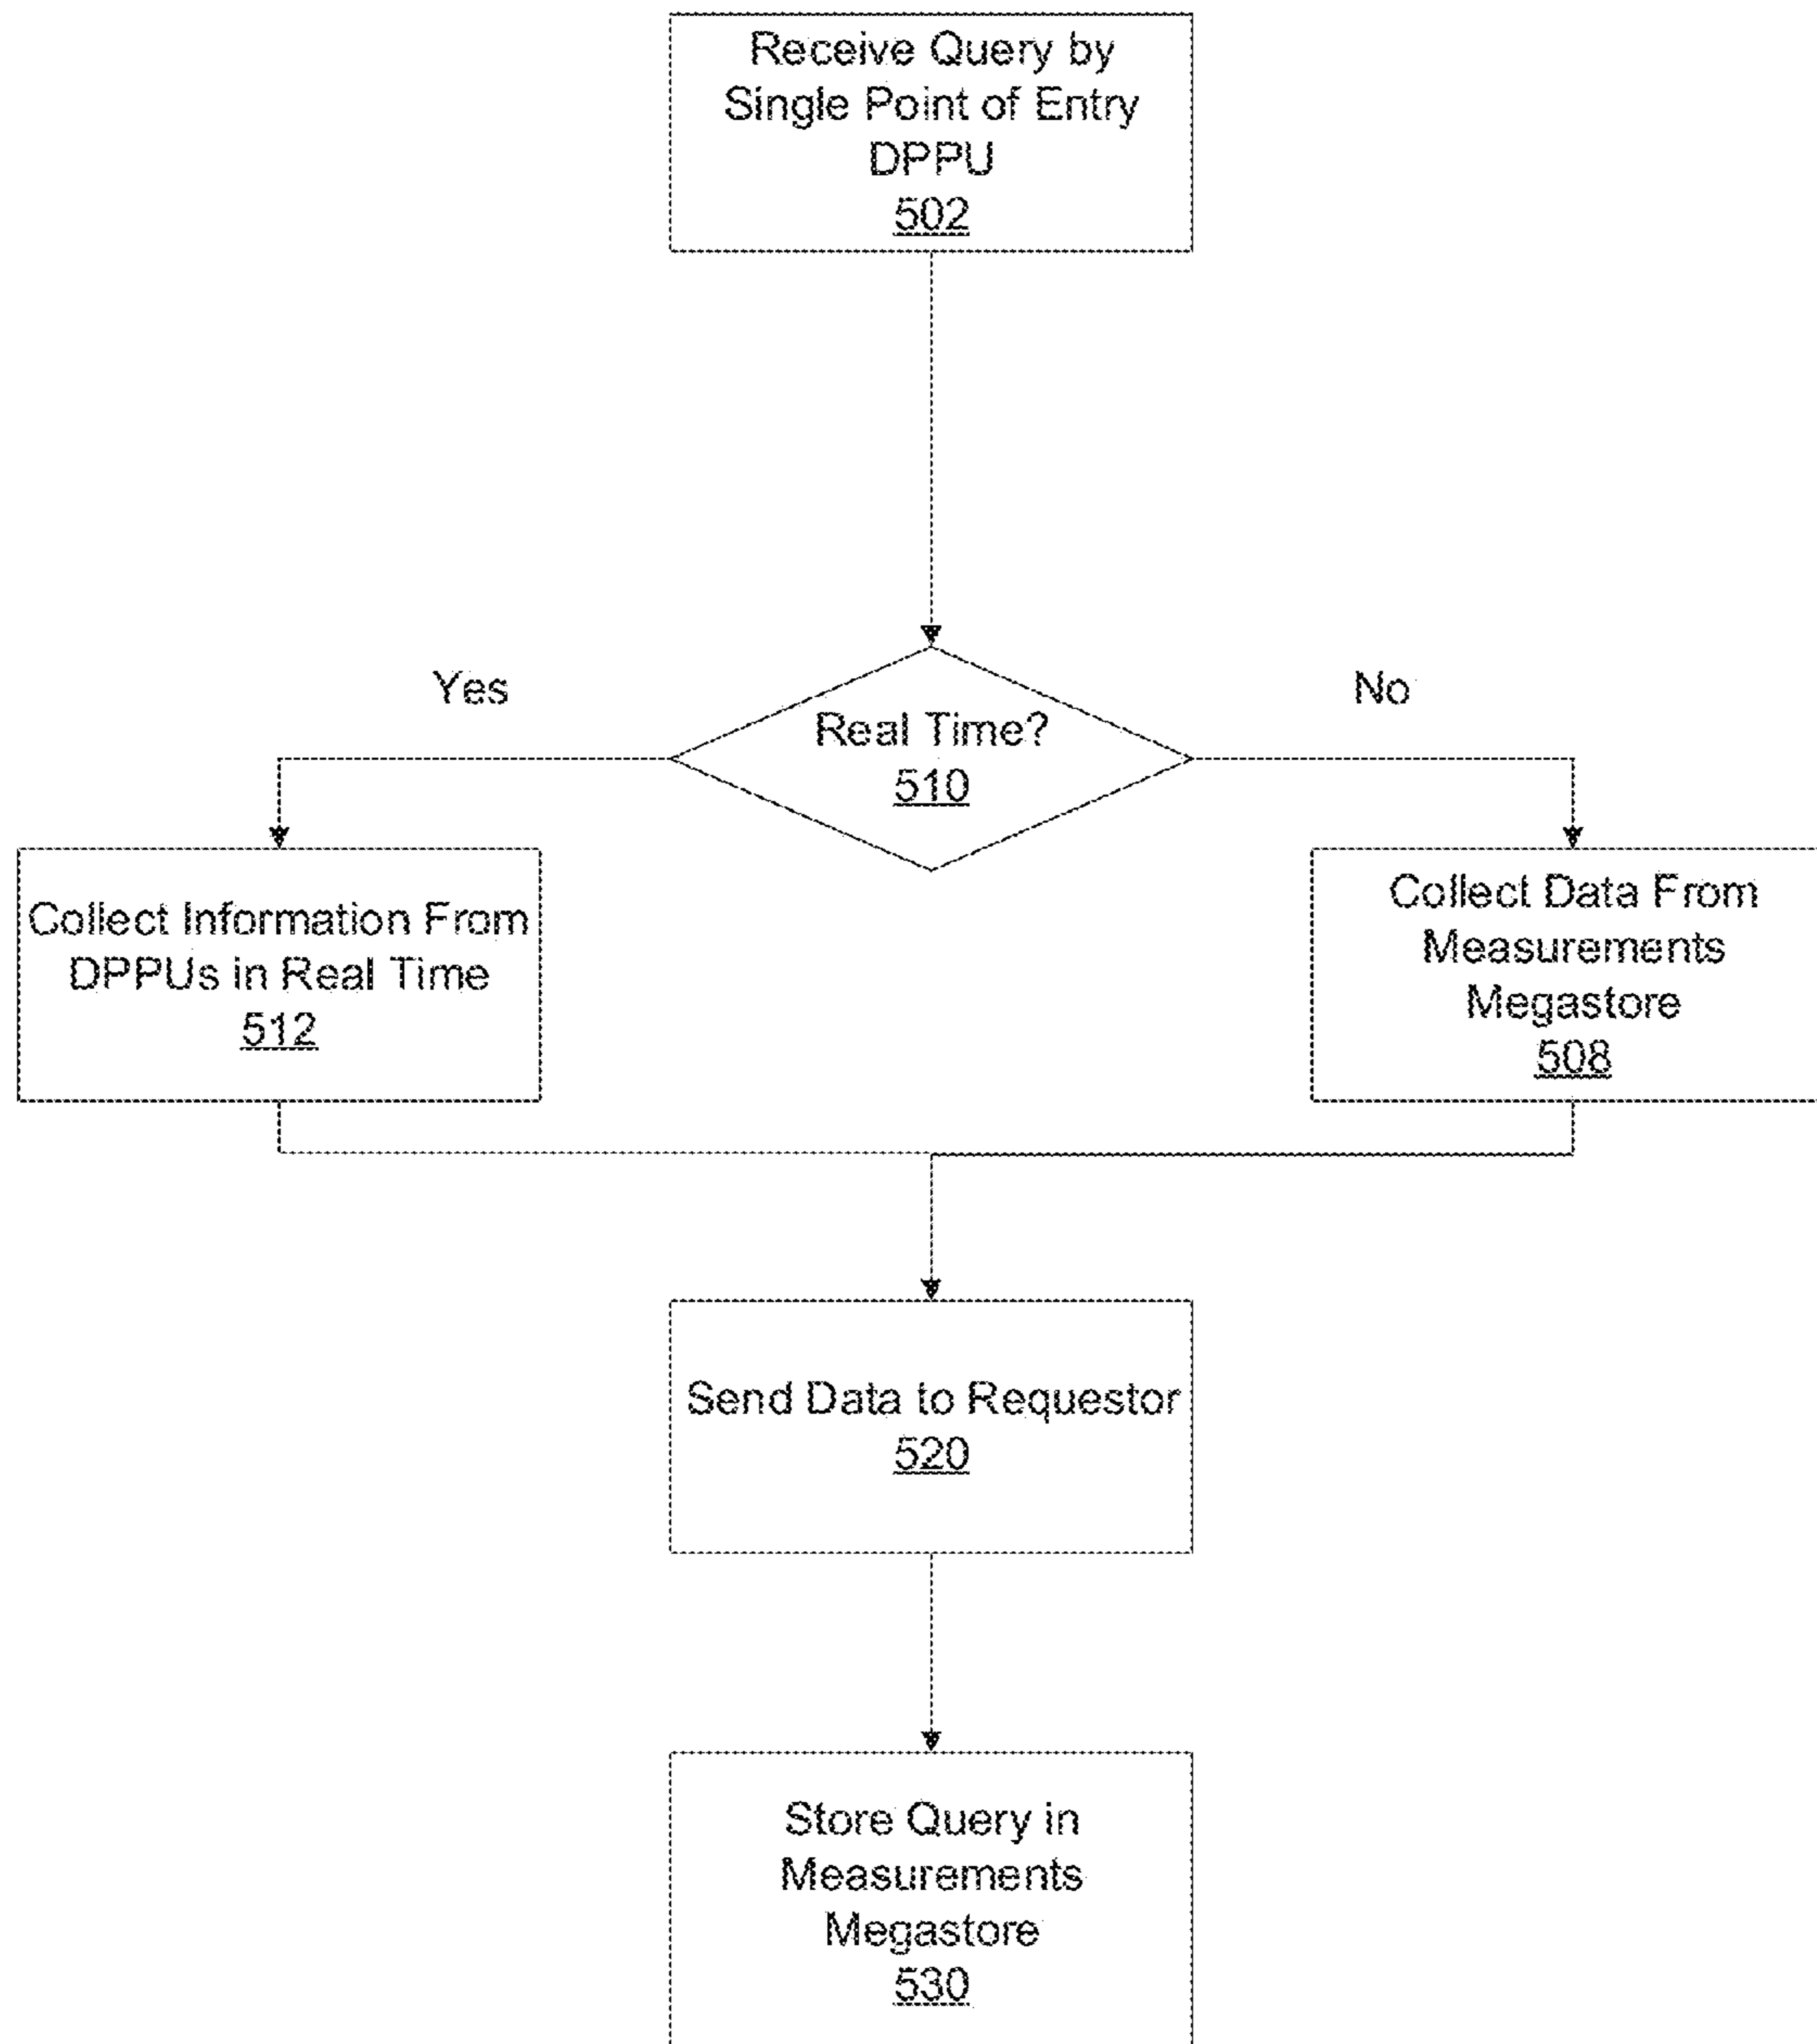 Receive Query by
Single Point of Entry
DPPU
502
Yes
No
Real Time?
510
Collect Information From
DPPUs in Real Time
512
Collect Data From
Measurements
Megastore
508
Send Data to Requestor
520
Store Query in
Measurements
Megastore
530